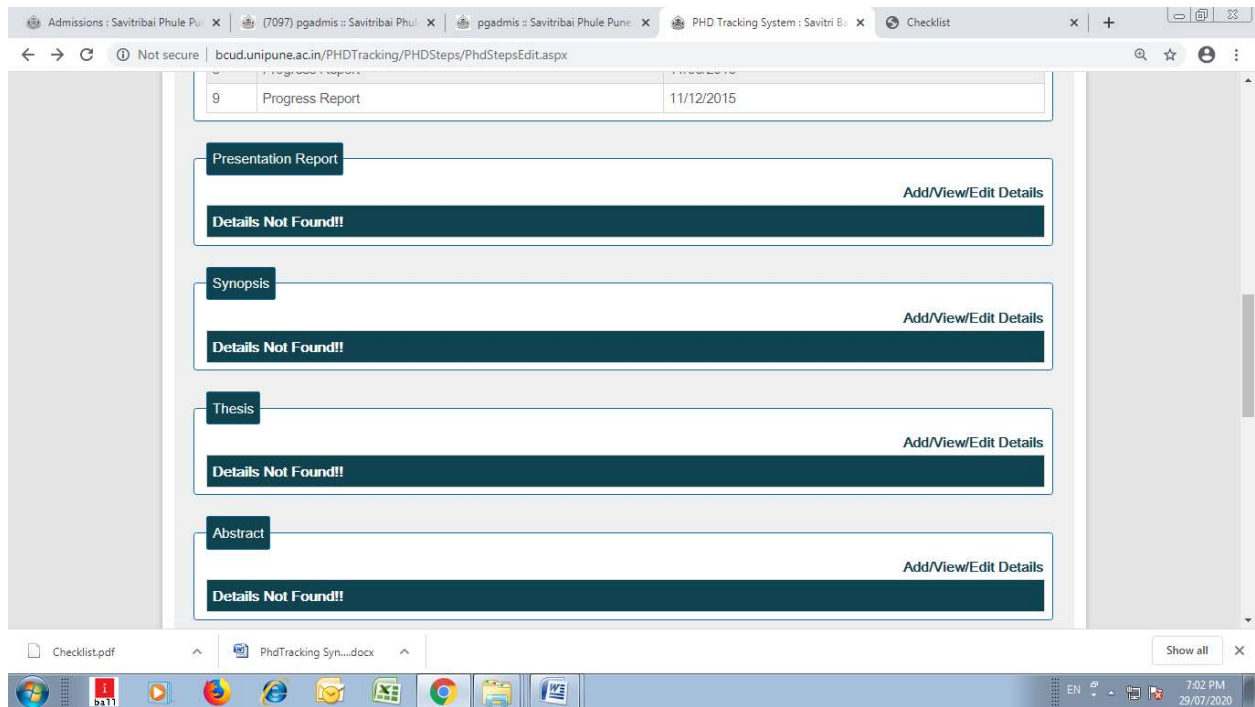 Admissions : Savitribai Phule Pu
(7097) pgadmis :: Savitribai Phul
pgadmis :: Savitribai Phule Pune
PHD Tracking System : Savitri Ba
Checklist
Not secure | bcud.unipune.ac.in/PHDTracking/PHDSteps/PhdStepsEdit.aspx
Progress Report
9 Progress Report 11/12/2015
Presentation Report
Add/View/Edit Details
Details Not Found!!
Synopsis
Add/View/Edit Details
Details Not Found!!
Thesis
Add/View/Edit Details
Details Not Found!!
Abstract
Add/View/Edit Details
Details Not Found!!
Checklist.pdf
PhdTracking Syn....docx
Show all
i
ball
EN
7:02 PM
29/07/2020